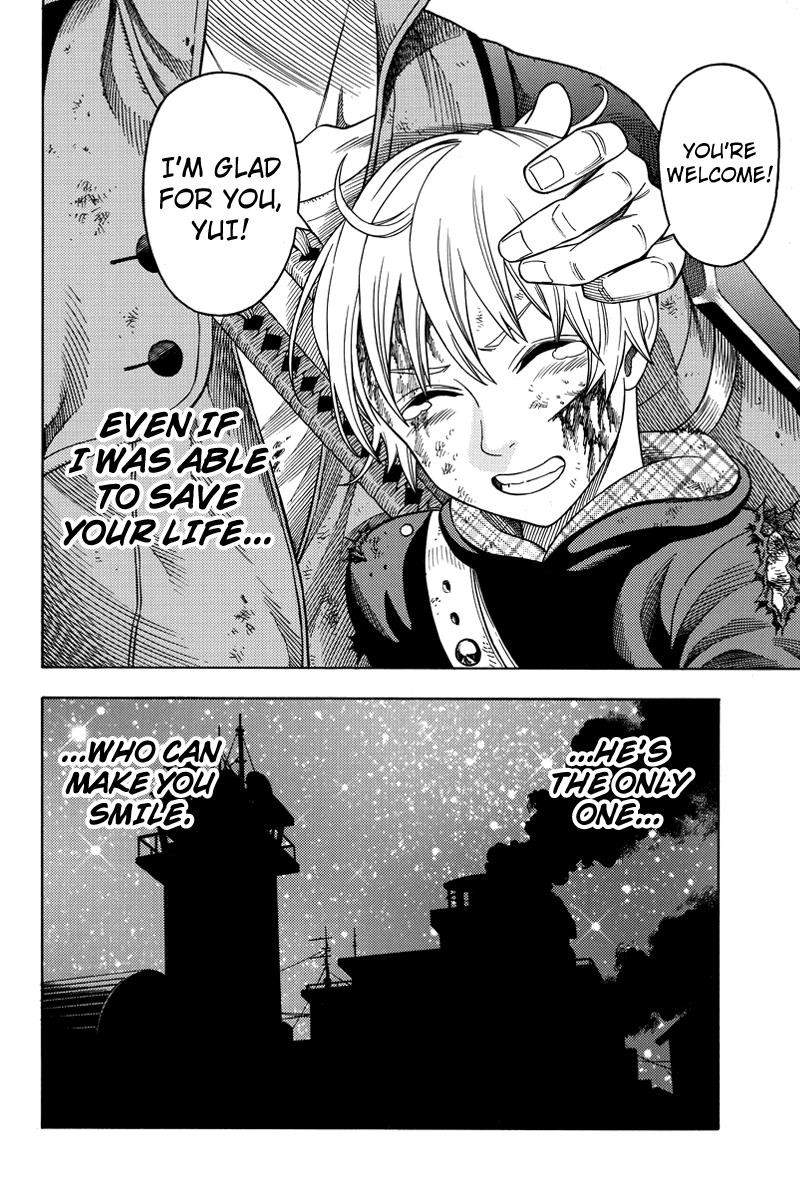 YOU'RE
WELCOME!
I'M GLAD
FOR YOU,
YUI!
EVEN IF
I WAS ABLE
TO SAVE
YOUR LIFE...
...HE'S
THE ONLY
ONE...
...WHO CAN
MAKE YOU
SMILE.